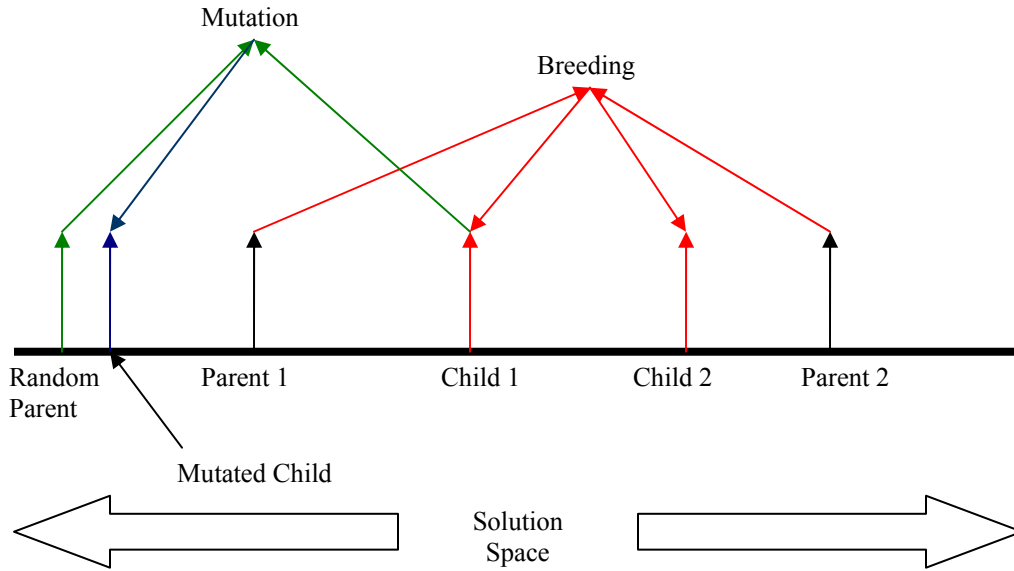 Mutation
Breeding
Random
Parent
Parent 1
Child 1
Child 2
Parent 2
Mutated Child
Solution
Space